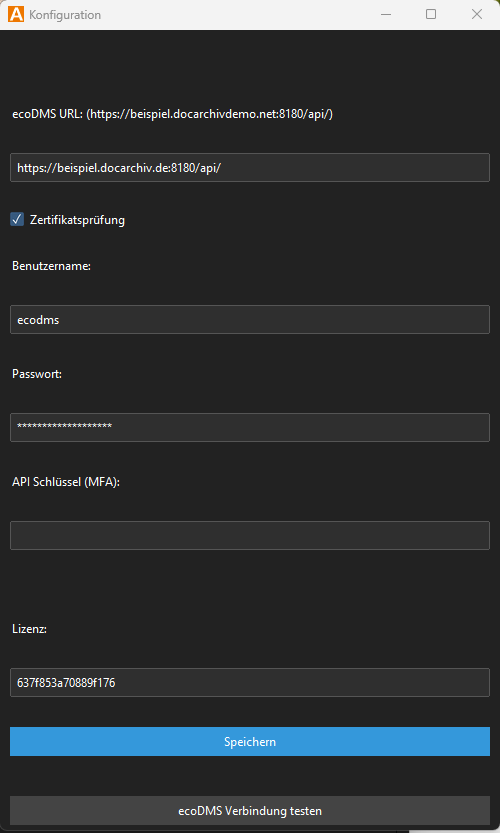 A Konfiguration
ecoDMS URL: (https://beispiel.docarchivdemo.net:8180/api/)
https://beispiel.docarchiv.de:8180/api/
Zertifikatsprüfung
Benutzername:
ecodms
Passwort:
*******************
API Schlüssel (MFA):
Lizenz:
637f853a70889f176
Speichern
ecoDMS Verbindung testen